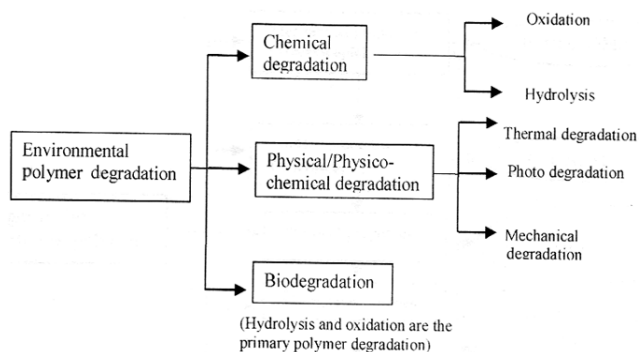 Oxidation
Chemical
degradation
Hydrolysis
Thermal degradation
Environmental
polymer degradation
Physical/Physico-
chemical degradation
Photo degradation
Mechanical
degradation
Biodegradation
(Hydrolysis and oxidation are the
primary polymer degradation)